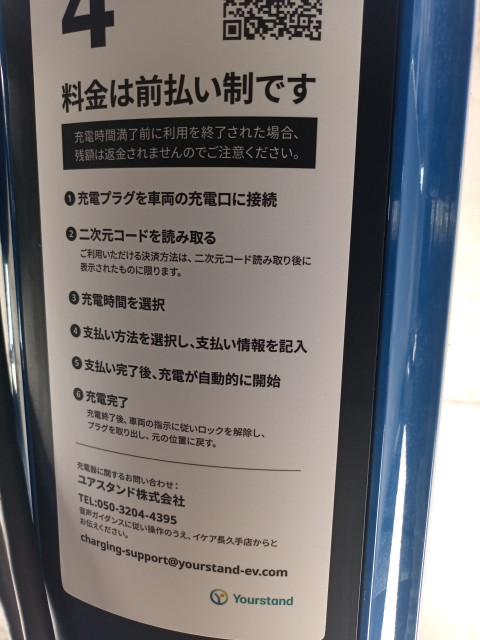 4
料金は前払い制です
充電時間満了前に利用を終了された場合、
残額は返金されませんのでご注意ください。
1 充電プラグを車両の充電口に接続
2 二次元コードを読み取る
ご利用いただける決済方法は、二次元コード読み取り後に
表示されたものに限ります。
3 充電時間を選択
4 支払い方法を選択し、支払い情報を記入
5 支払い完了後、充電が自動的に開始
6 充電完了
充電終了後、車両の指示に従いロックを解除し、
プラグを取り出し、元の位置に戻す。
充電器に関するお問い合わせ：
ユアスタンド株式会社
TEL:050-3204-4395
音声ガイダンスに従い操作のうえ、イケア長久手店からと
お伝えください。
charging-support@yourstand-ev.com
Yourstand